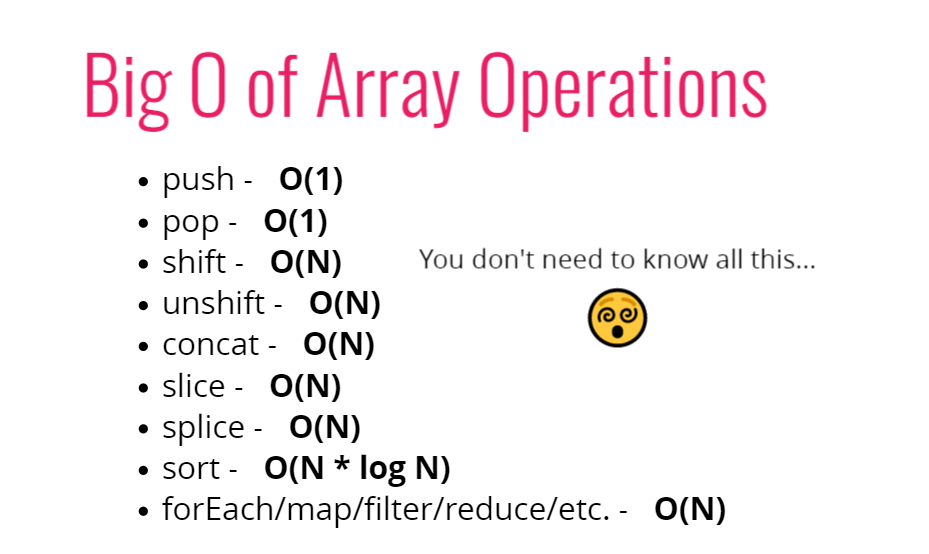 Big O of Array Operations
• push - O(1)
• pop - O(1)
• shift - O(N)
You don't need to know all this...
• unshift - O(N)
• concat - O(N)
• slice - O(N)
• splice - O(N)
• sort - O(N * log N)
• forEach/map/filter/reduce/etc. - O(N)